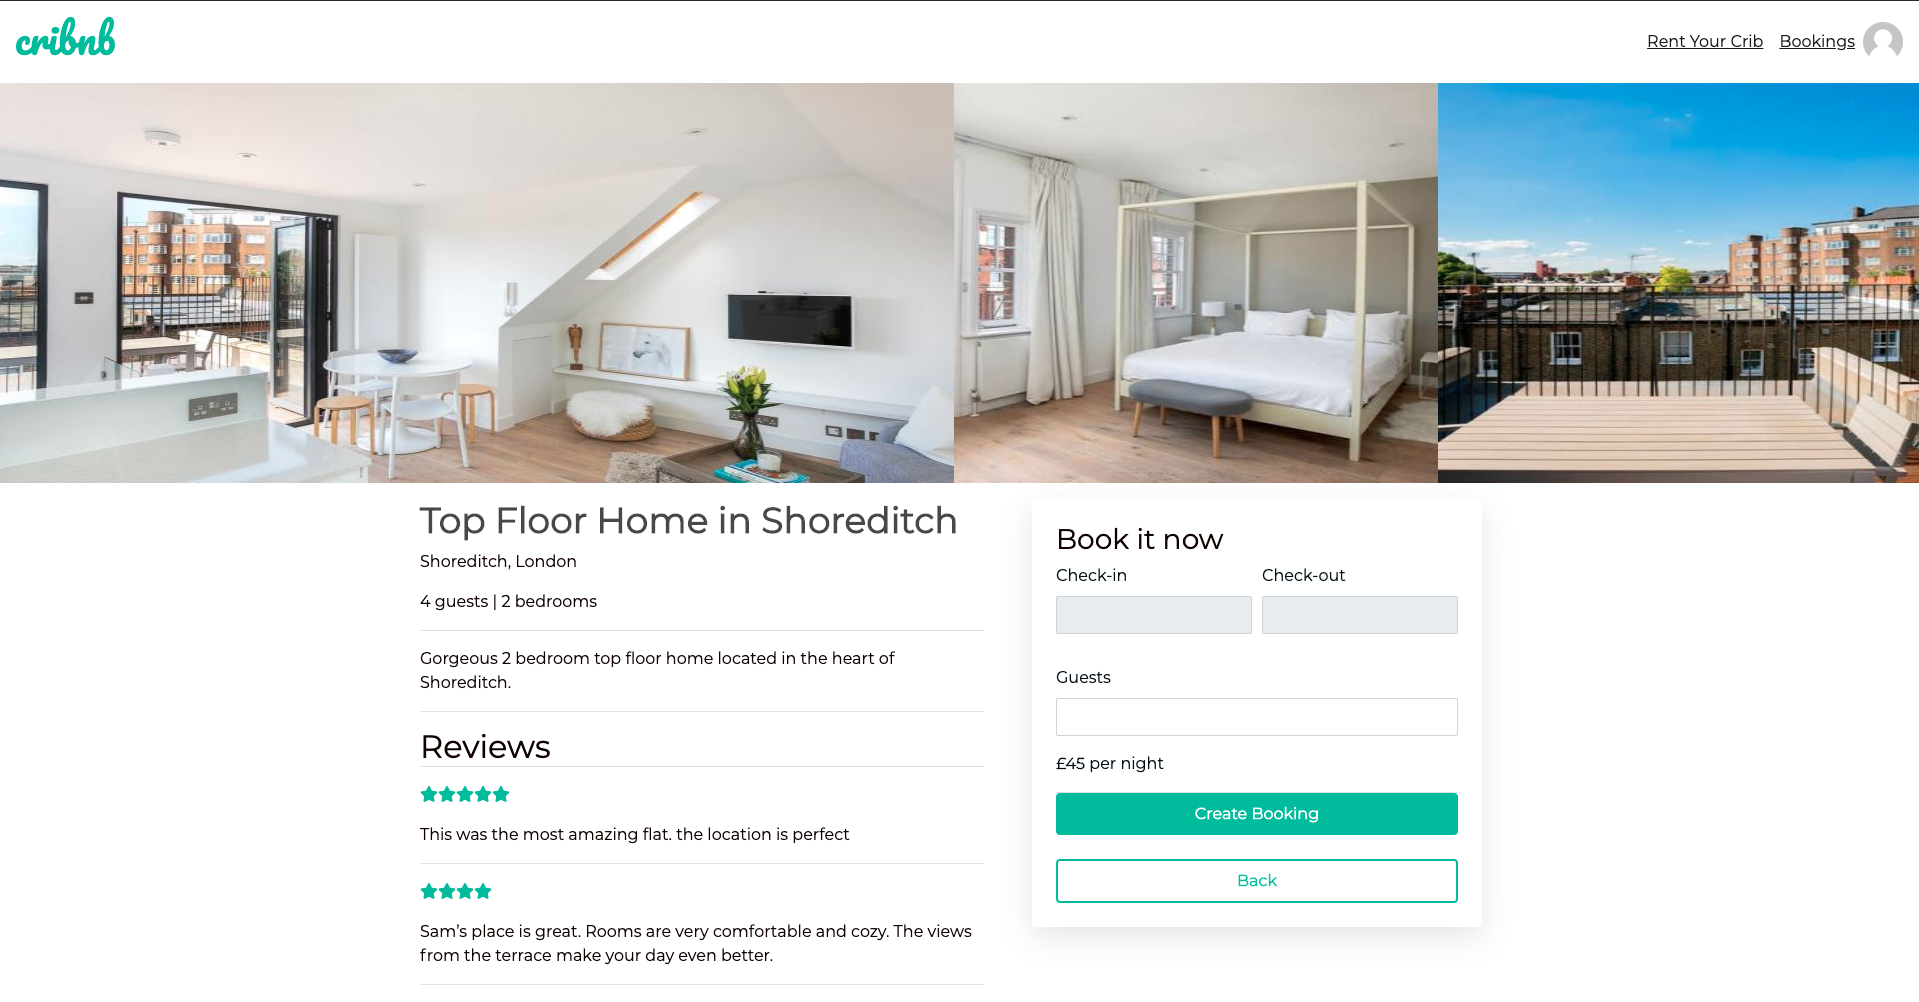 cribnb
Rent Your Crib
Bookings
Top Floor Home in Shoreditch
Shoreditch, London
4 guests | 2 bedrooms
Gorgeous 2 bedroom top floor home located in the heart of
Shoreditch.
Reviews
This was the most amazing flat. the location is perfect
Sam's place is great. Rooms are very comfortable and cozy. The views
from the terrace make your day even better.
Book it now
Check-in
Check-out
Guests
£45 per night
Create Booking
Back